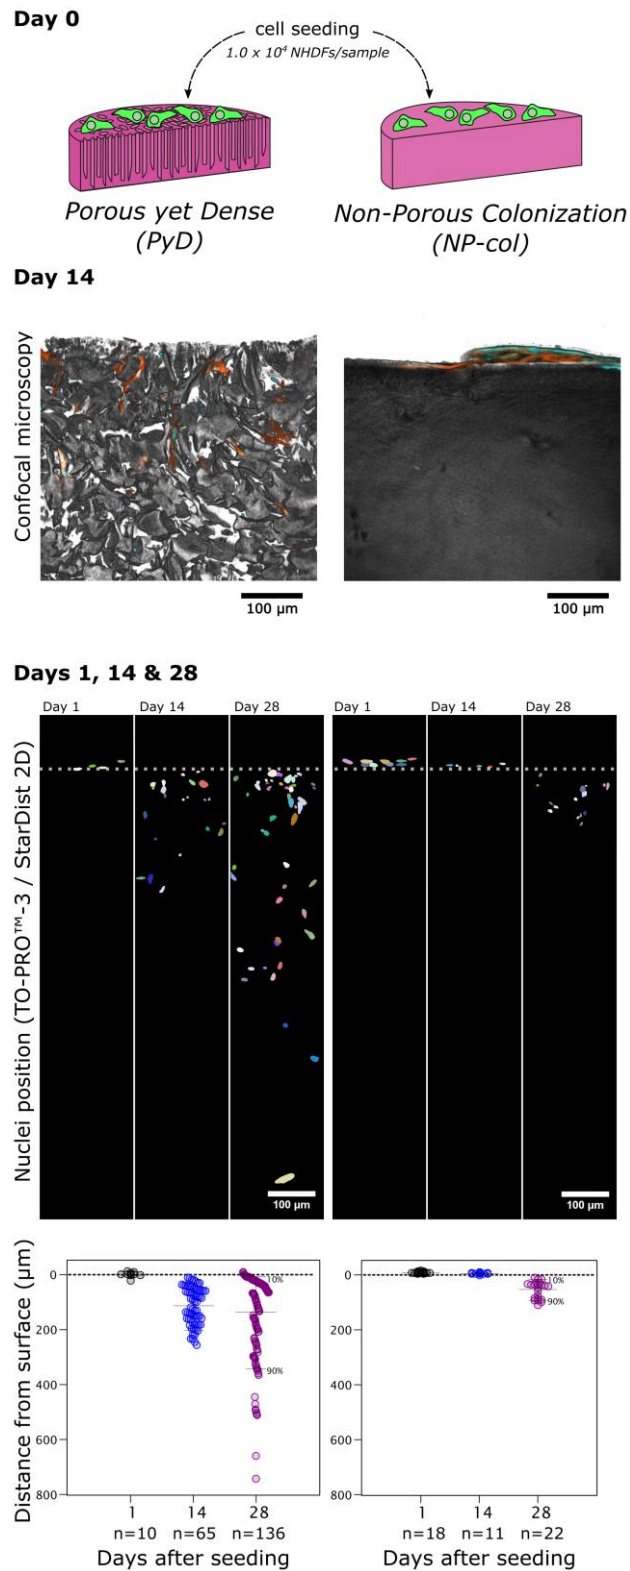 Day 0
cell seeding
1.0 x 10⁴ NHDFs/sample
Porous yet Dense
(PyD)
Non-Porous Colonization
(NP-col)
Day 14
Confocal microscopy
100 µm
100 µm
Days 1, 14 & 28
Nuclei position (TO-PRO™-3 / StarDist 2D)
Day 1
Day 14
Day 28
Day 1
Day 14
Day 28
100 µm
100 µm
Distance from surface (µm)
0
200
400
600
800
10%
90%
1
14
28
n=10
n=65
n=136
Days after seeding
0
200
400
600
800
10%
90%
1
14
28
n=18
n=11
n=22
Days after seeding